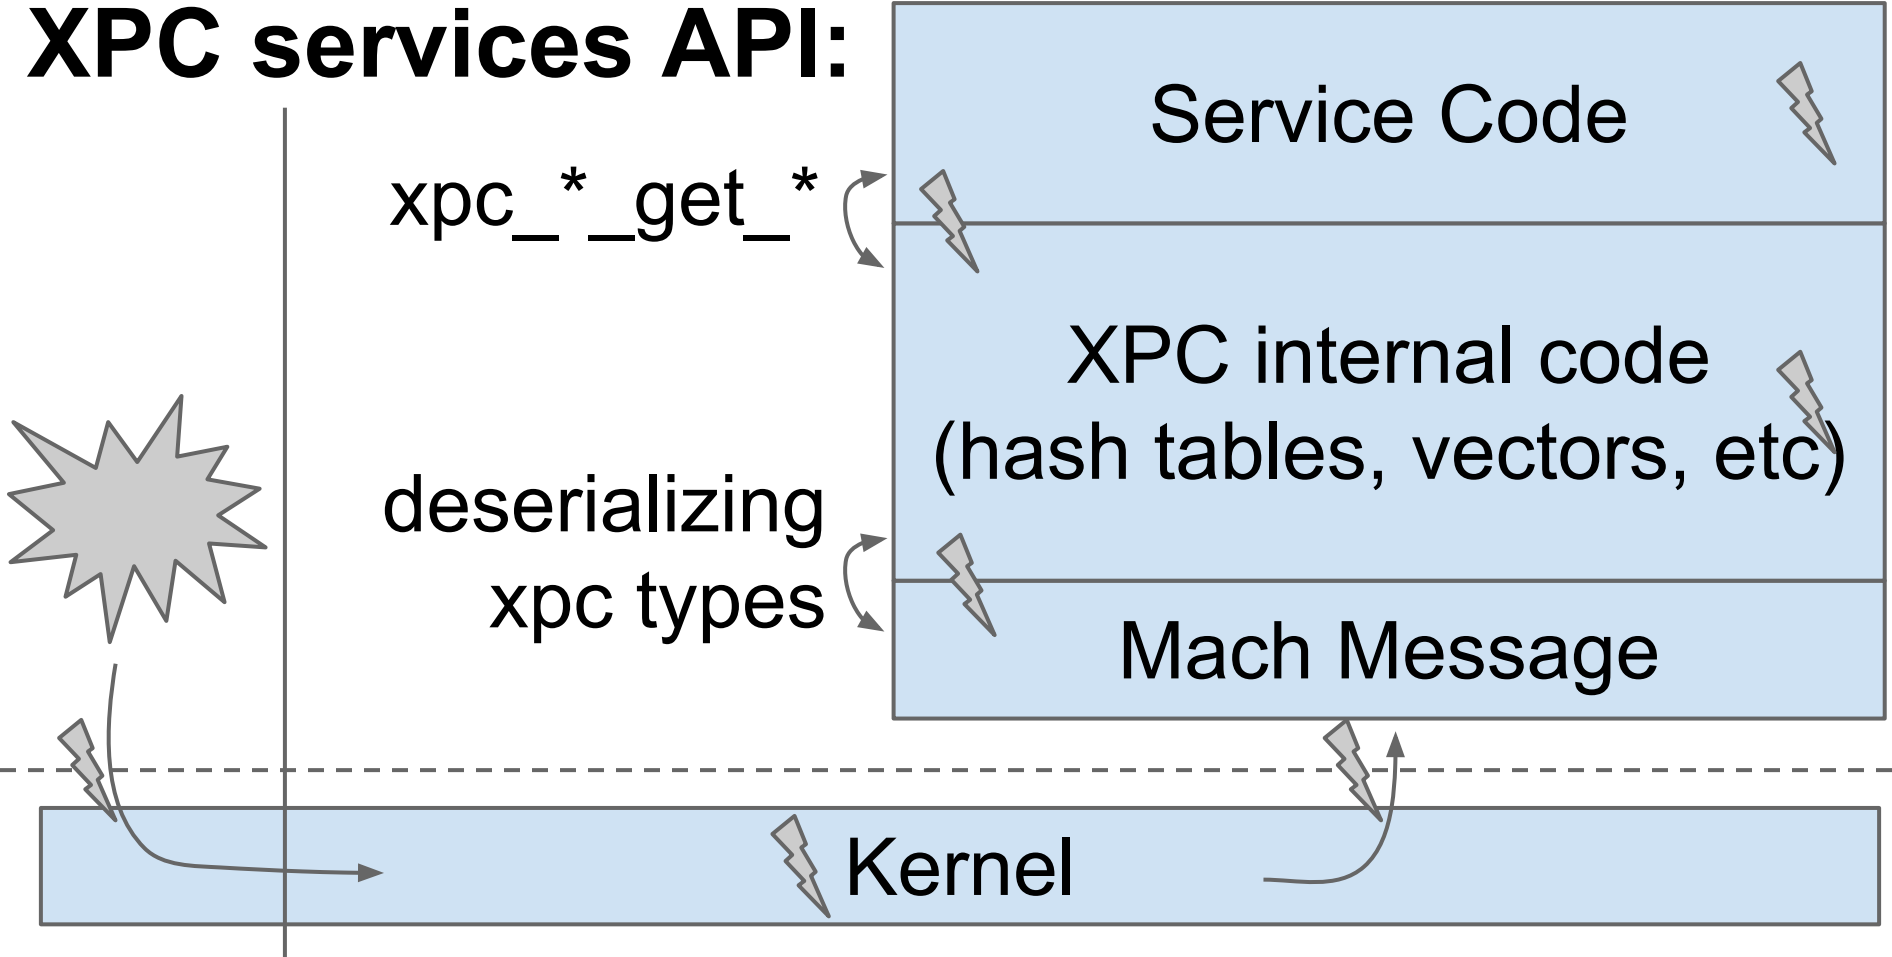 XPC services API:
Service Code
xpc_*_get_*
XPC internal code
(hash tables, vectors, etc)
deserializing
xpc types
Mach Message
Kernel